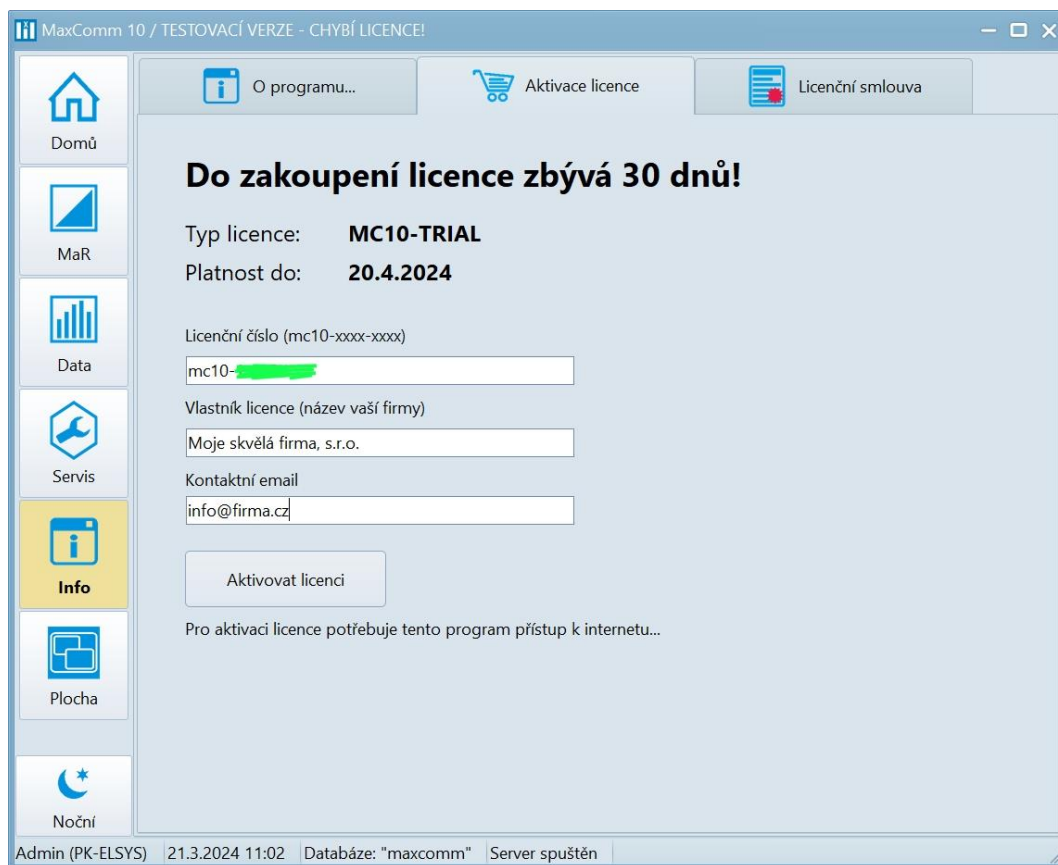 MaxComm 10 / TESTOVACÍ VERZE - CHYBÍ LICENCE!
O programu...
Aktivace licence
Licenční smlouva
Domů
MaR
Data
Servis
Info
Plocha
Noční
Do zakoupení licence zbývá 30 dnů!
Typ licence: MC10-TRIAL
Platnost do: 20.4.2024
Licenční číslo (mc10-xxxx-xxxx)
mc10-
Vlastník licence (název vaší firmy)
Moje skvělá firma, s.r.o.
Kontaktní email
info@firma.cz
Aktivovat licenci
Pro aktivaci licence potřebuje tento program přístup k internetu...
Admin (PK-ELSYS) 21.3.2024 11:02 Databáze: "maxcomm" Server spuštěn